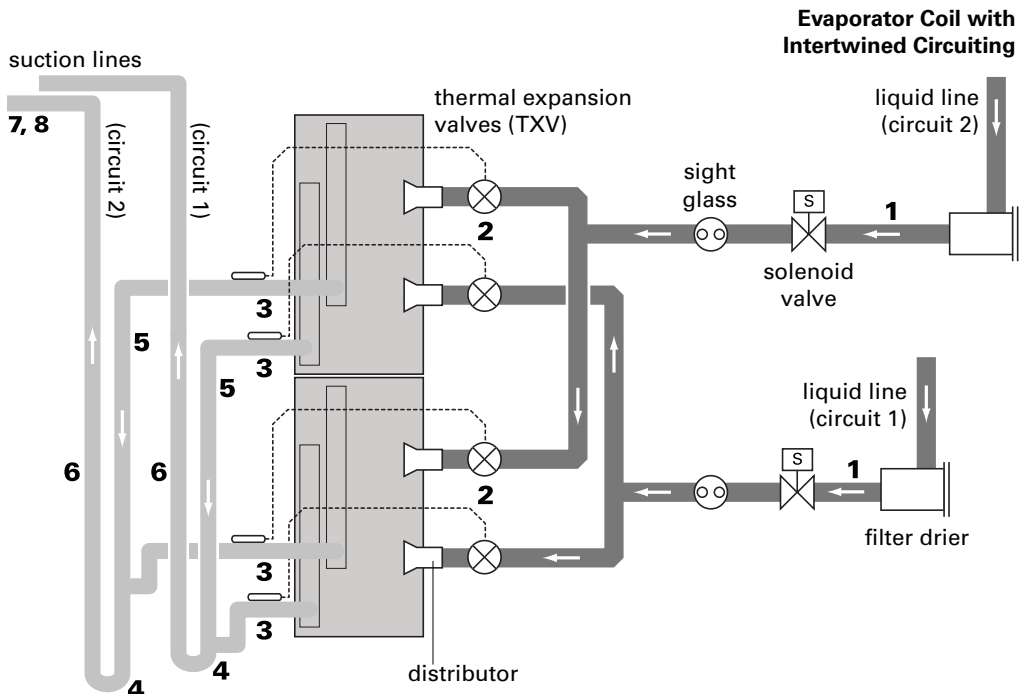 Evaporator Coil with
Intertwined Circuiting
suction lines
7, 8
(circuit 2)
(circuit 1)
thermal expansion
valves (TXV)
liquid line
(circuit 2)
sight
glass
S
1
2
solenoid
valve
3
5
3
5
liquid line
(circuit 1)
6
6
2
S
1
filter drier
3
3
4
4
distributor